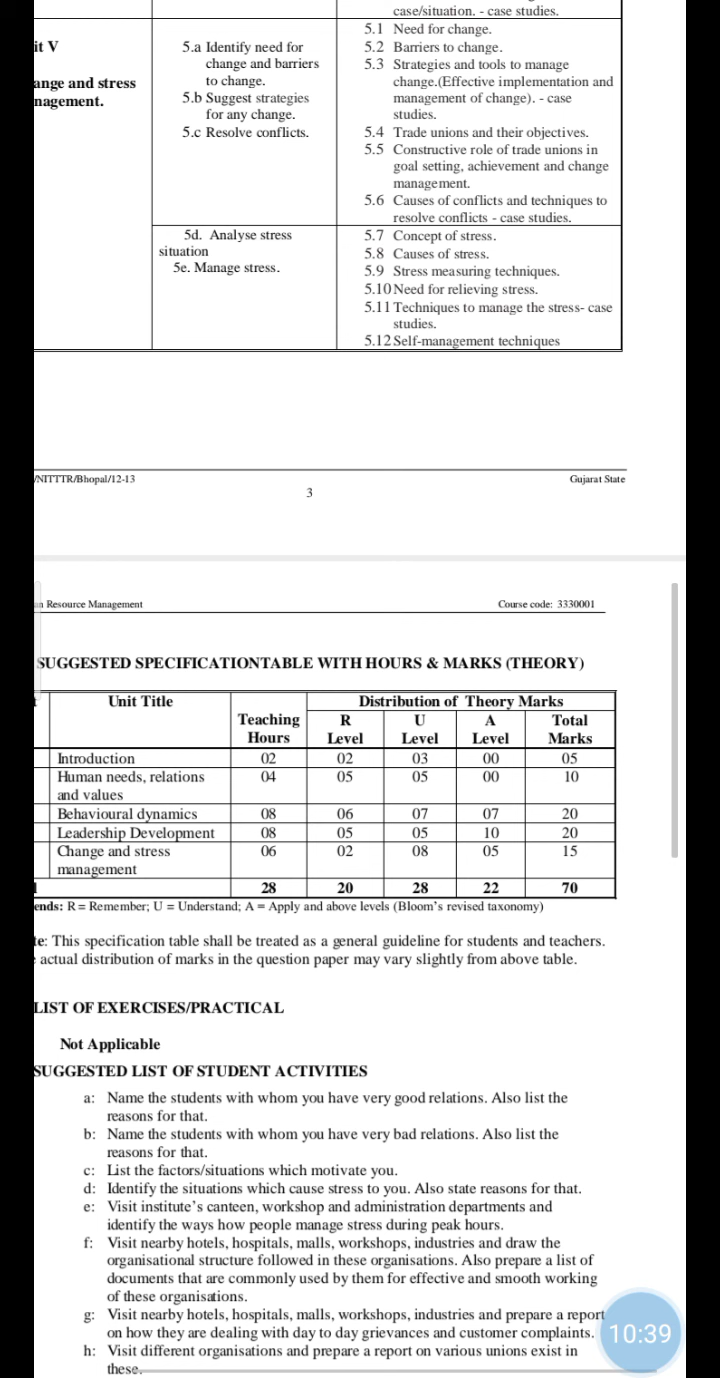 case/situation. - case studies.
it V
ange and stress
nagement.
5.a Identify need for
change and barriers
to change.
5.b Suggest strategies
for any change.
5.c Resolve conflicts.
5.1 Need for change.
5.2 Barriers to change.
5.3 Strategies and tools to manage
change.(Effective implementation and
management of change). - case
studies.
5.4 Trade unions and their objectives.
5.5 Constructive role of trade unions in
goal setting, achievement and change
management.
5.6 Causes of conflicts and techniques to
resolve conflicts - case studies.
5d. Analyse stress
situation
5e. Manage stress.
5.7 Concept of stress.
5.8 Causes of stress.
5.9 Stress measuring techniques.
5.10 Need for relieving stress.
5.11 Techniques to manage the stress- case
studies.
5.12 Self-management techniques
/NITTTR/Bhopal/12-13 Gujarat State
3
n Resource Management Course code: 3330001
SUGGESTED SPECIFICATIONTABLE WITH HOURS & MARKS (THEORY)
t Unit Title Teaching Hours Distribution of Theory Marks
R Level U Level A Level Total Marks
Introduction 02 02 03 00 05
Human needs, relations 04 05 05 00 10
and values
Behavioural dynamics 08 06 07 07 20
Leadership Development 08 05 05 10 20
Change and stress 06 02 08 05 15
management
l 28 20 28 22 70
ends: R = Remember; U = Understand; A = Apply and above levels (Bloom's revised taxonomy)
te: This specification table shall be treated as a general guideline for students and teachers.
e actual distribution of marks in the question paper may vary slightly from above table.
LIST OF EXERCISES/PRACTICAL
Not Applicable
SUGGESTED LIST OF STUDENT ACTIVITIES
a: Name the students with whom you have very good relations. Also list the
reasons for that.
b: Name the students with whom you have very bad relations. Also list the
reasons for that.
c: List the factors/situations which motivate you.
d: Identify the situations which cause stress to you. Also state reasons for that.
e: Visit institute's canteen, workshop and administration departments and
identify the ways how people manage stress during peak hours.
f: Visit nearby hotels, hospitals, malls, workshops, industries and draw the
organisational structure followed in these organisations. Also prepare a list of
documents that are commonly used by them for effective and smooth working
of these organisations.
g: Visit nearby hotels, hospitals, malls, workshops, industries and prepare a report
on how they are dealing with day to day grievances and customer complaints.
10:39
h: Visit different organisations and prepare a report on various unions exist in
these.